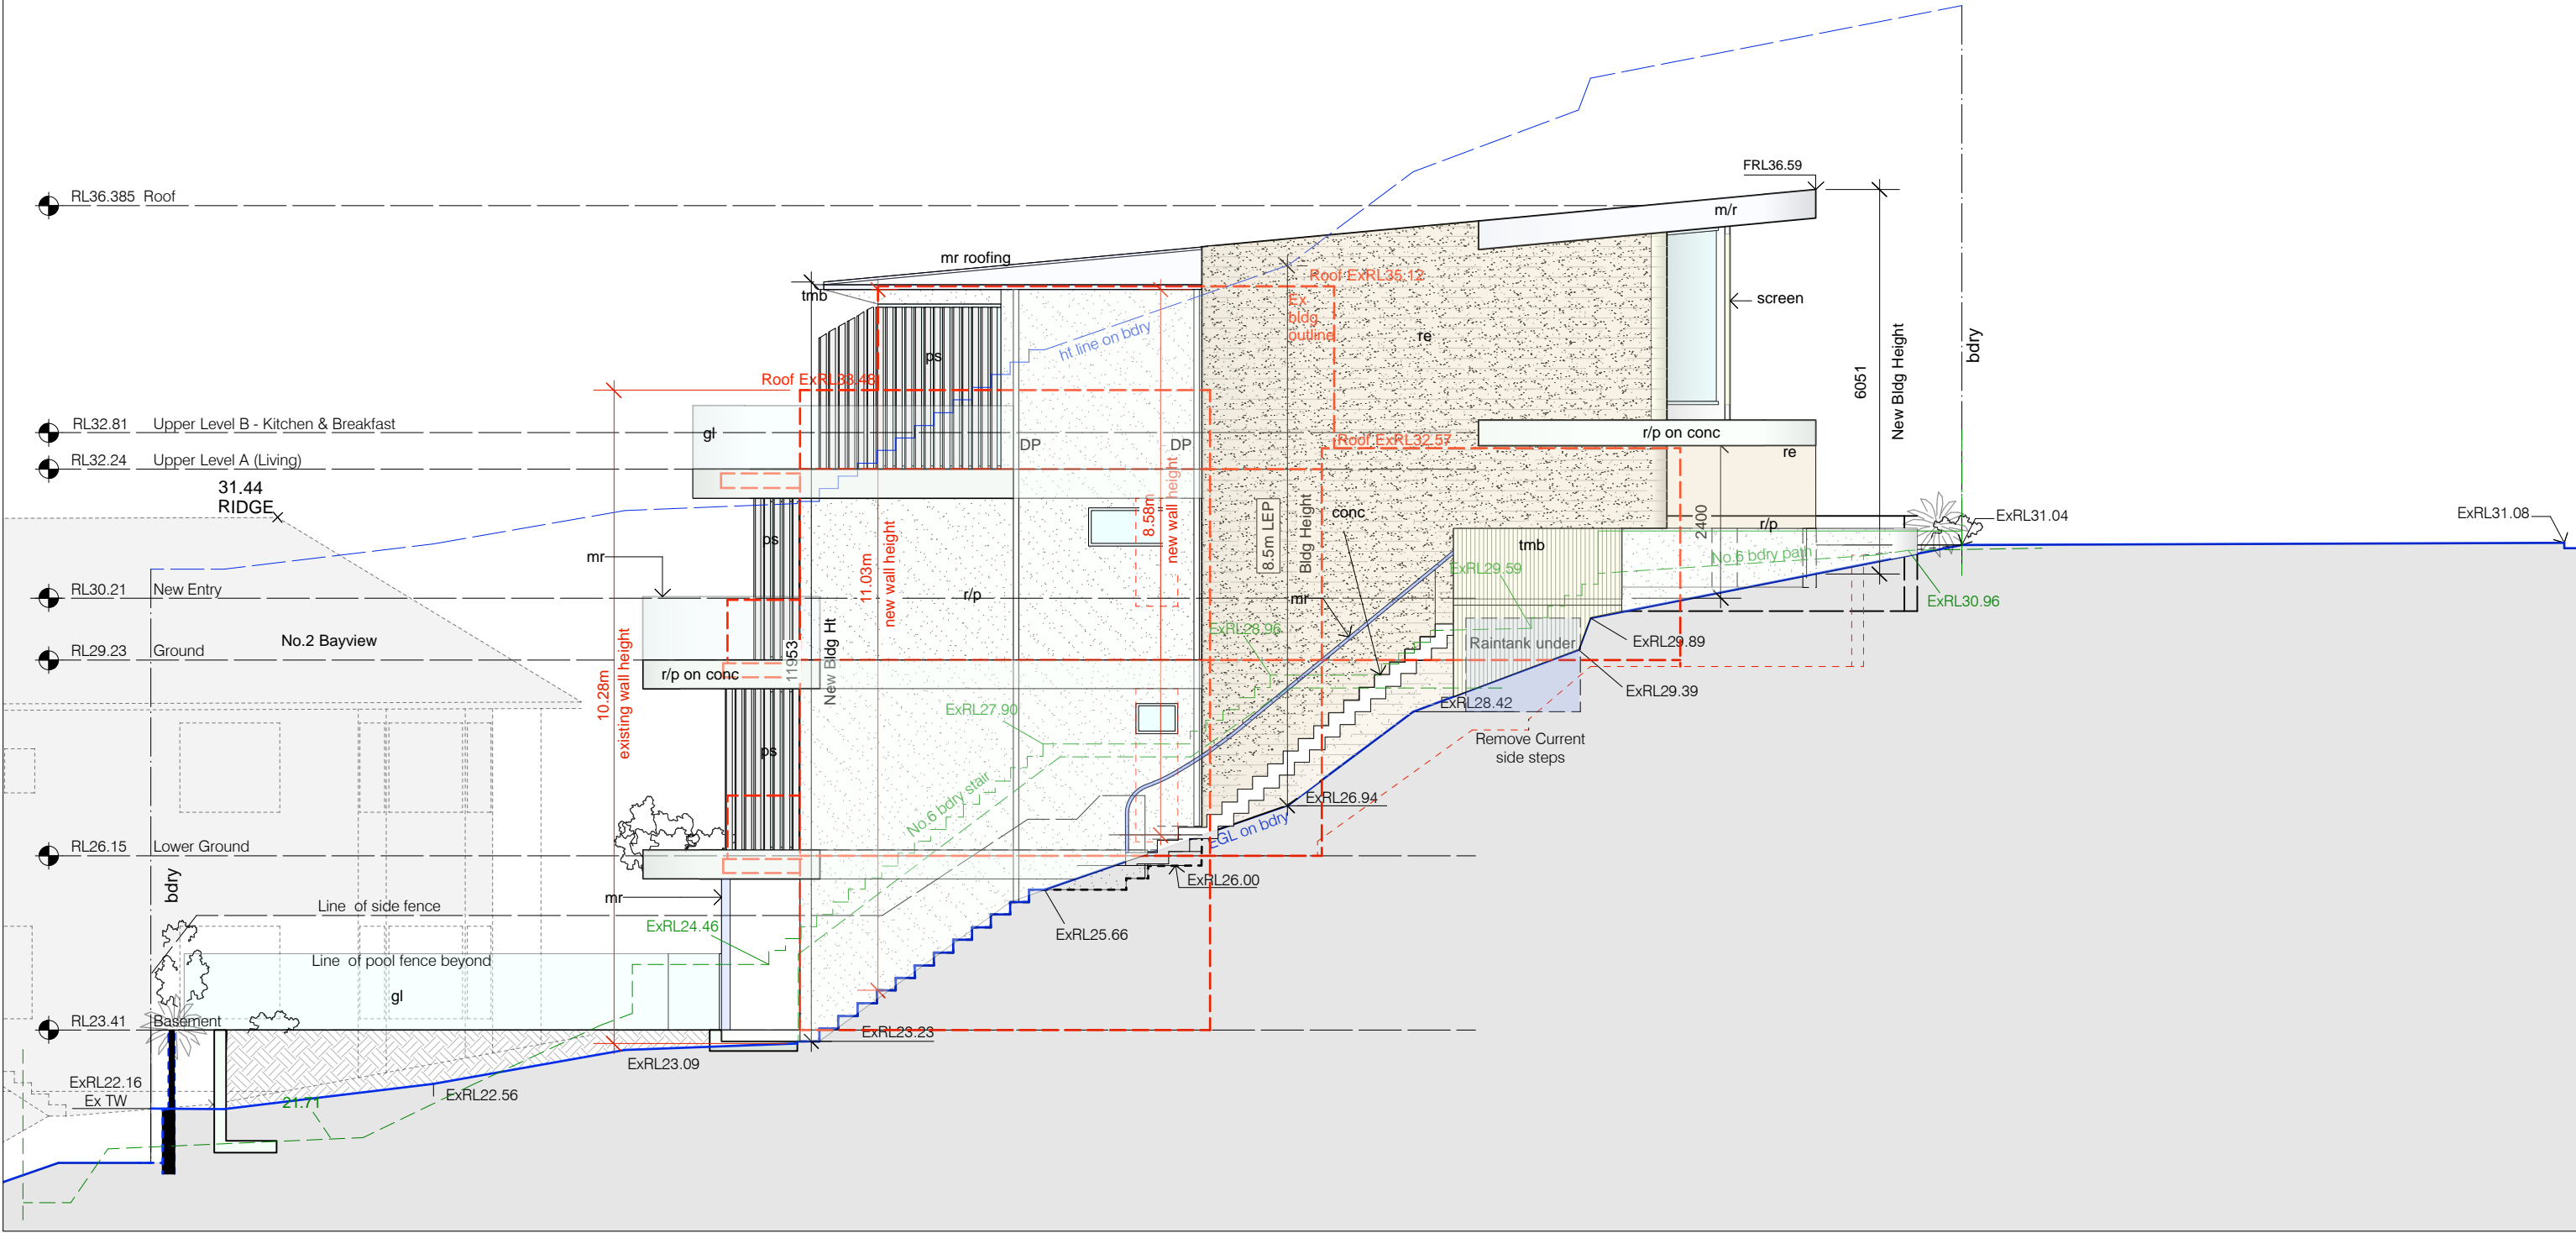 FRL36.59
RL36.385 Roof
m/r
mr roofing
Roof ExRL35.12
tmb
Ex
bldg
outline
screen
ht line on bdry
re
ps
bdry
New Bldg Height
6051
Roof ExRL33.48
RL32.81 Upper Level B - Kitchen & Breakfast
gl
DP
DP
Roof ExRL32.57
r/p on conc
re
RL32.24 Upper Level A (Living)
31.44
RIDGE
8.58m
new wall height
8.5m LEP
Bldg Height
conc
2400
r/p
ExRL31.04
ExRL31.08
ps
mr
tmb
No.6 bdry path
ExRL29.59
11.03m
new wall height
RL30.21 New Entry
r/p
mr
ExRL30.96
No.2 Bayview
ExRL28.96
Raintank under
ExRL29.89
RL29.23 Ground
11953
New Bldg Ht
r/p on conc
10.28m
existing wall height
ExRL29.39
ExRL27.90
ExRL28.42
ps
Remove Current
side steps
No.6 bdry stair
ExRL26.94
EGL on bdry
RL26.15 Lower Ground
bdry
ExRL26.00
mr
Line of side fence
ExRL24.46
ExRL25.66
Line of pool fence beyond
gl
RL23.41 Basement
ExRL23.23
ExRL23.09
ExRL22.16
Ex TW
ExRL22.56
21.71